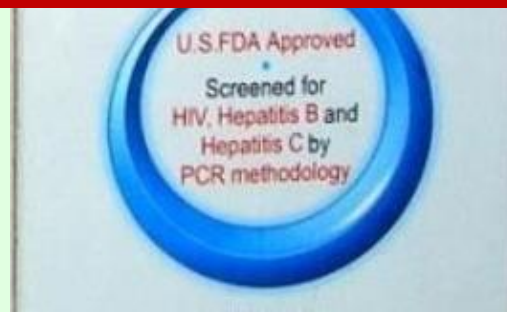 U.S.FDA Approved
Screened for
HIV, Hepatitis B and
Hepatitis C by
PCR methodology